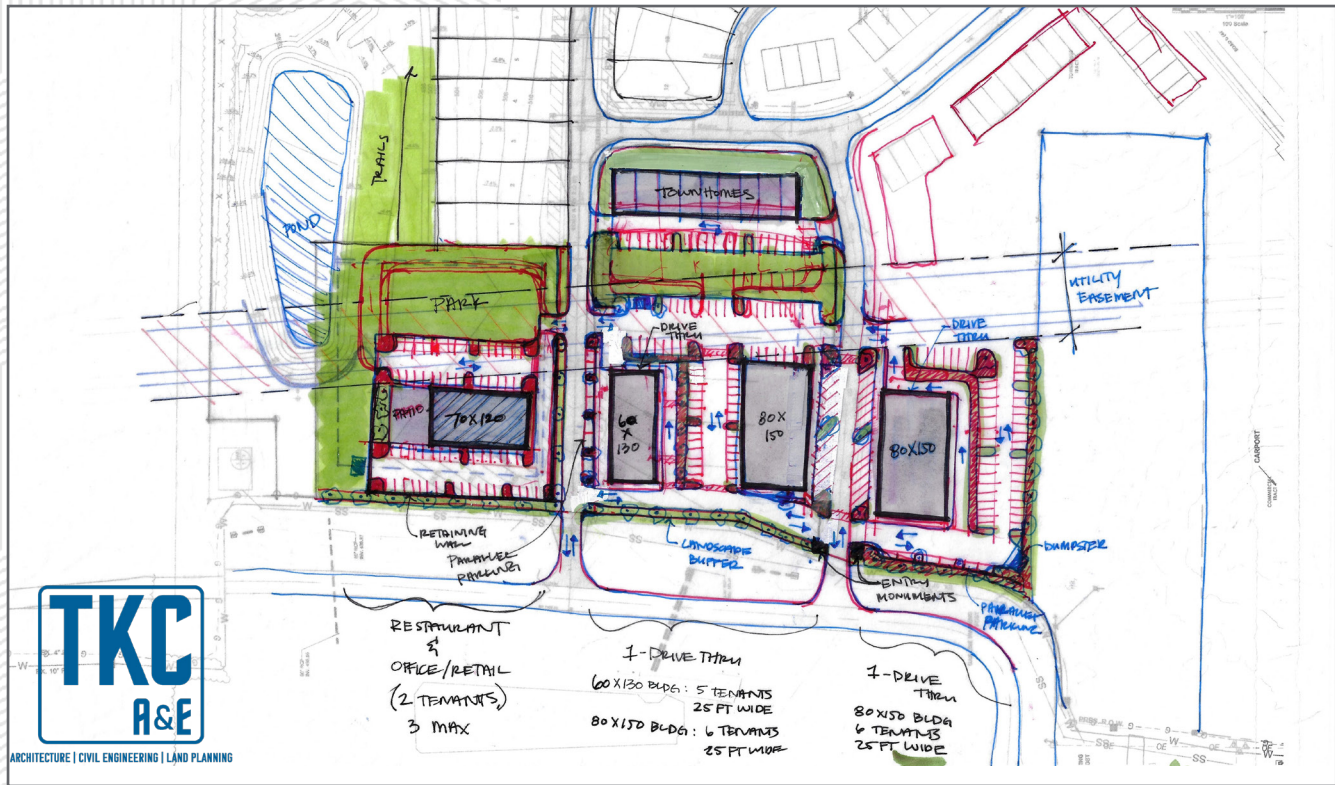 TRAILS
POND
TOWNHOMES
PARK
UTILITY
EASEMENT
DRIVE
THRU
DRIVE
THRU
PATIO
70X120
60
X
130
80X
150
80X150
RETAINING
WALL
PARALLEL
PARKING
LANDSCAPE
BUFFER
ENTRY
MONUMENTS
DUMPSTER
PARALLEL
PARKING
CARPORT
RESTAURANT
&
OFFICE/RETAIL
(2 TENANTS,)
3 MAX
1-DRIVE THRU
60X130 BLDG: 5 TENANTS
25 FT WIDE
80X150 BLDG: 6 TENANTS
25 FT WIDE
1-DRIVE
THRU
80X150 BLDG
6 TENANTS
25 FT WIDE
TKC
A&E
ARCHITECTURE | CIVIL ENGINEERING | LAND PLANNING